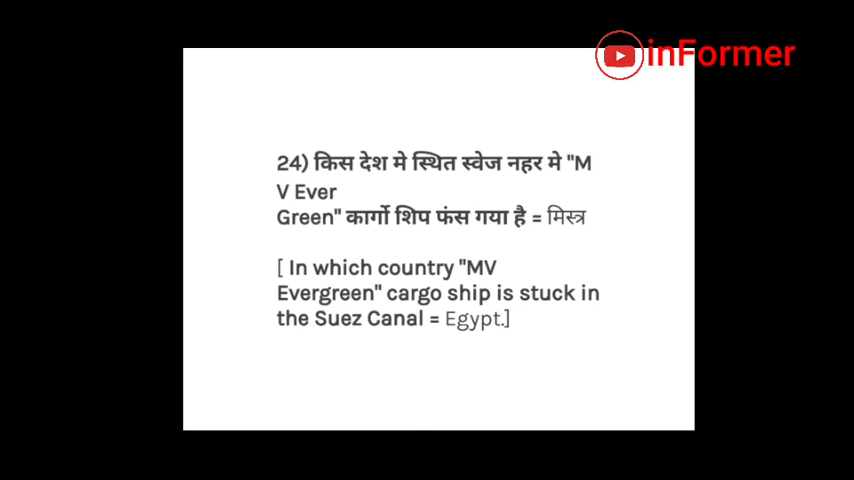 inFormer
24) किस देश मे स्थित स्वेज नहर मे "M
V Ever
Green" कार्गो शिप फंस गया है = मिस्त्र
[ In which country "MV
Evergreen" cargo ship is stuck in
the Suez Canal = Egypt.]